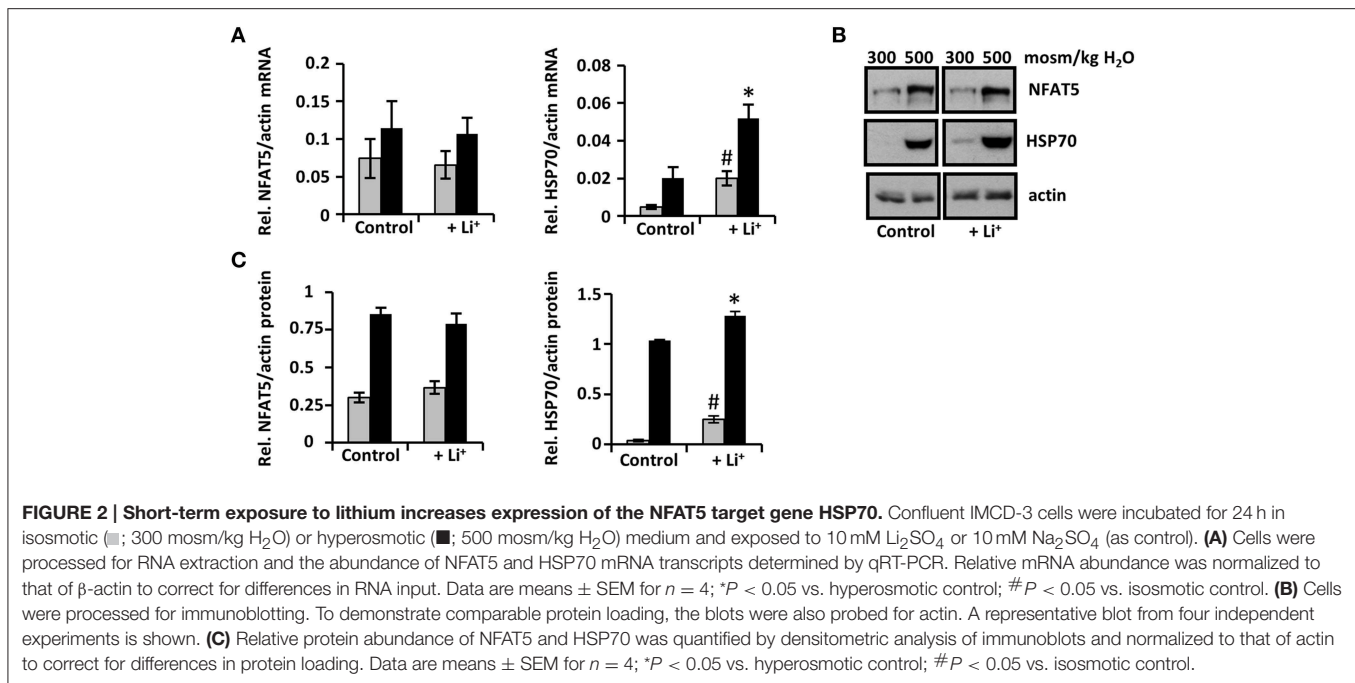 A
Rel. NFAT5/actin mRNA
0.2
0.15
0.1
0.05
0
Control
+ Li⁺
Rel. HSP70/actin mRNA
0.08
0.06
0.04
0.02
0
#
*
Control
+ Li⁺
B
300 500 300 500 mosm/kg H₂O
NFAT5
HSP70
actin
Control
+ Li⁺
C
Rel. NFAT5/actin protein
1
0.75
0.5
0.25
0
Control
+ Li⁺
Rel. HSP70/actin protein
1.5
1
0.5
0
#
*
Control
+ Li⁺
FIGURE 2 | Short-term exposure to lithium increases expression of the NFAT5 target gene HSP70. Confluent IMCD-3 cells were incubated for 24 h in
isosmotic (■; 300 mosm/kg H₂O) or hyperosmotic (■; 500 mosm/kg H₂O) medium and exposed to 10 mM Li₂SO₄ or 10 mM Na₂SO₄ (as control). (A) Cells were
processed for RNA extraction and the abundance of NFAT5 and HSP70 mRNA transcripts determined by qRT-PCR. Relative mRNA abundance was normalized to
that of β-actin to correct for differences in RNA input. Data are means ± SEM for n = 4; *P < 0.05 vs. hyperosmotic control; #P < 0.05 vs. isosmotic control. (B) Cells
were processed for immunoblotting. To demonstrate comparable protein loading, the blots were also probed for actin. A representative blot from four independent
experiments is shown. (C) Relative protein abundance of NFAT5 and HSP70 was quantified by densitometric analysis of immunoblots and normalized to that of actin
to correct for differences in protein loading. Data are means ± SEM for n = 4; *P < 0.05 vs. hyperosmotic control; #P < 0.05 vs. isosmotic control.